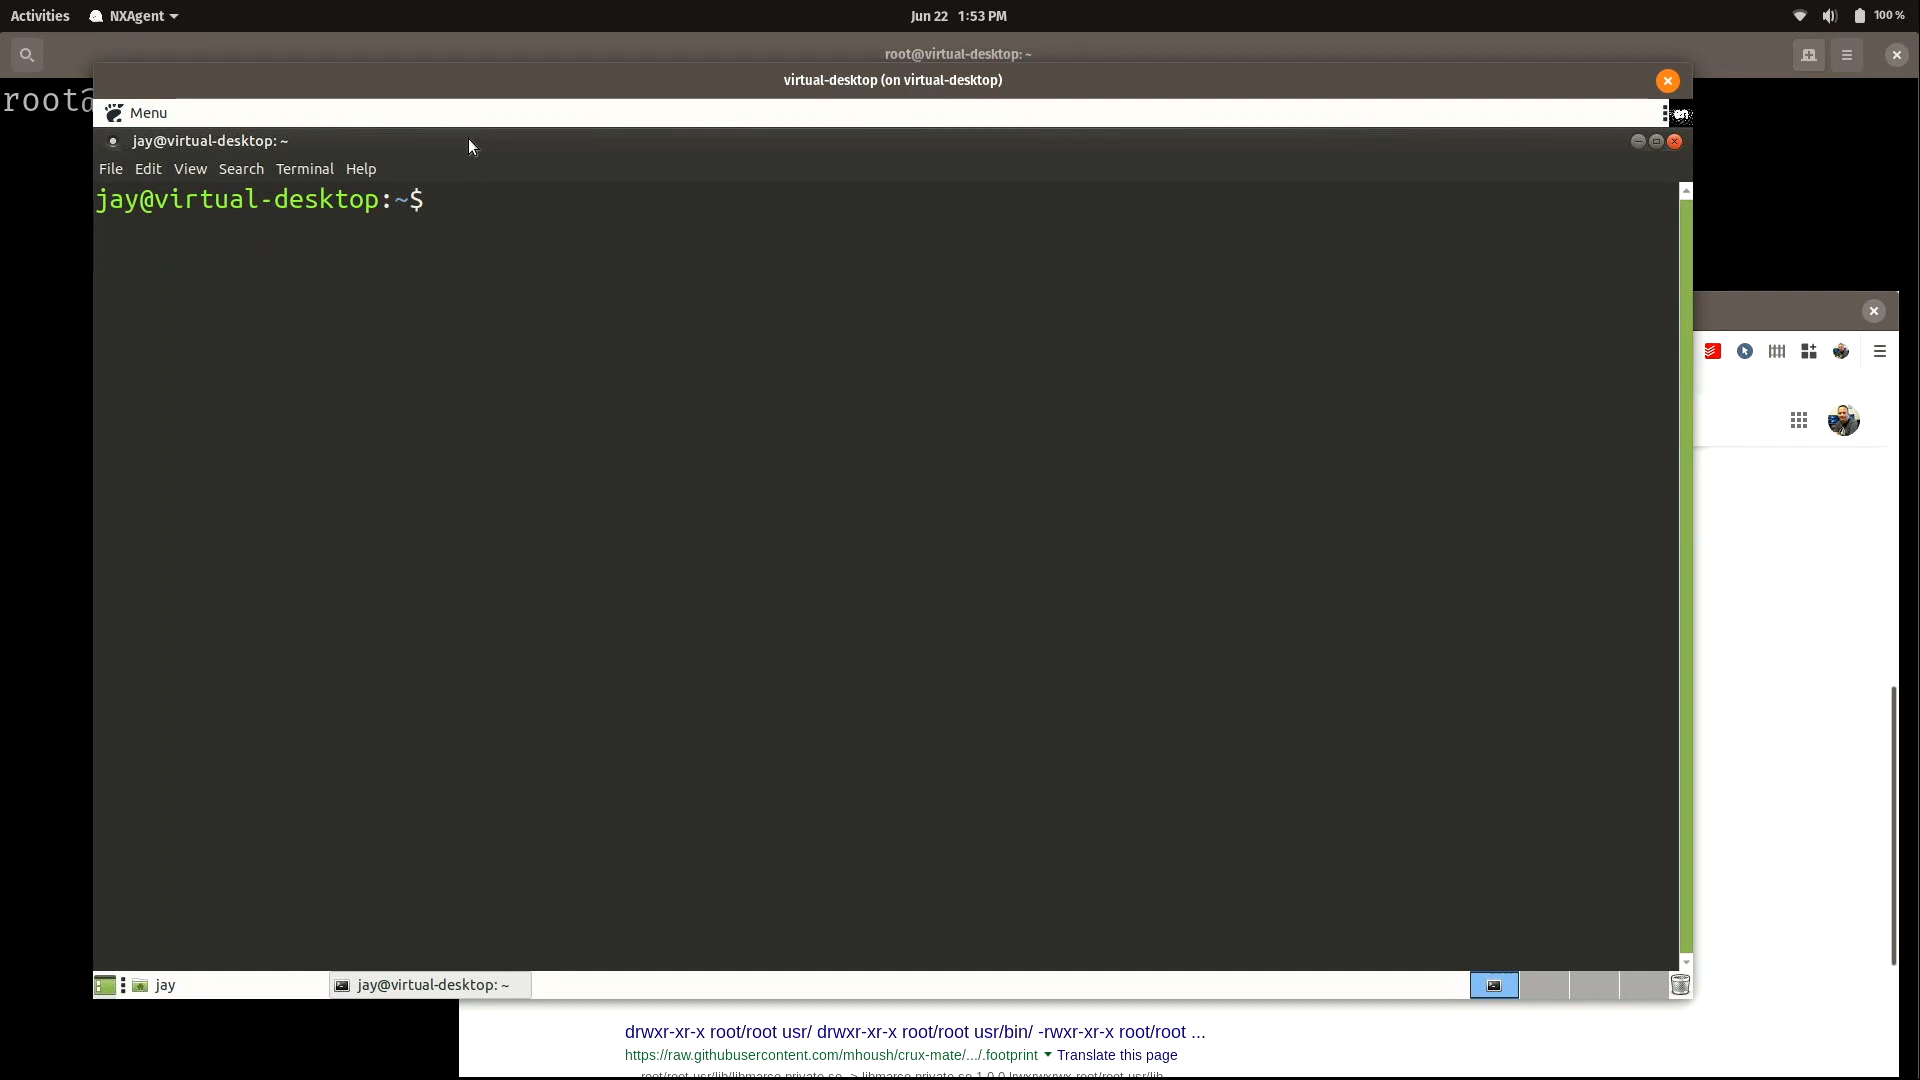 Activities NXAgent Jun 22 1:53 PM 100 %
root@virtual-desktop: ~
root@
virtual-desktop (on virtual-desktop)
Menu en
jay@virtual-desktop: ~
File Edit View Search Terminal Help
jay@virtual-desktop:~$
jay jay@virtual-desktop: ~
drwxr-xr-x root/root usr/ drwxr-xr-x root/root usr/bin/ -rwxr-xr-x root/root ...
https://raw.githubusercontent.com/mhoush/crux-mate/.../.footprint Translate this page